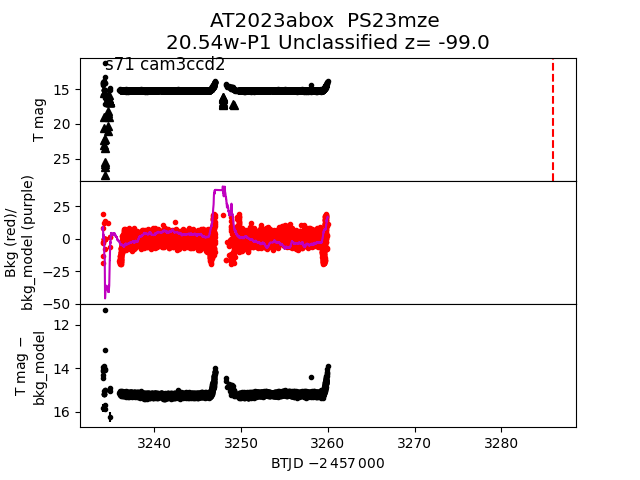 AT2023abox  PS23mze
20.54w-P1 Unclassified z= -99.0
s71 cam3ccd2
T mag
15
20
25
Bkg (red)/
bkg_model (purple)
25
0
−25
−50
T mag −
bkg_model
12
14
16
3240
3250
3260
3270
3280
BTJD −2 457 000